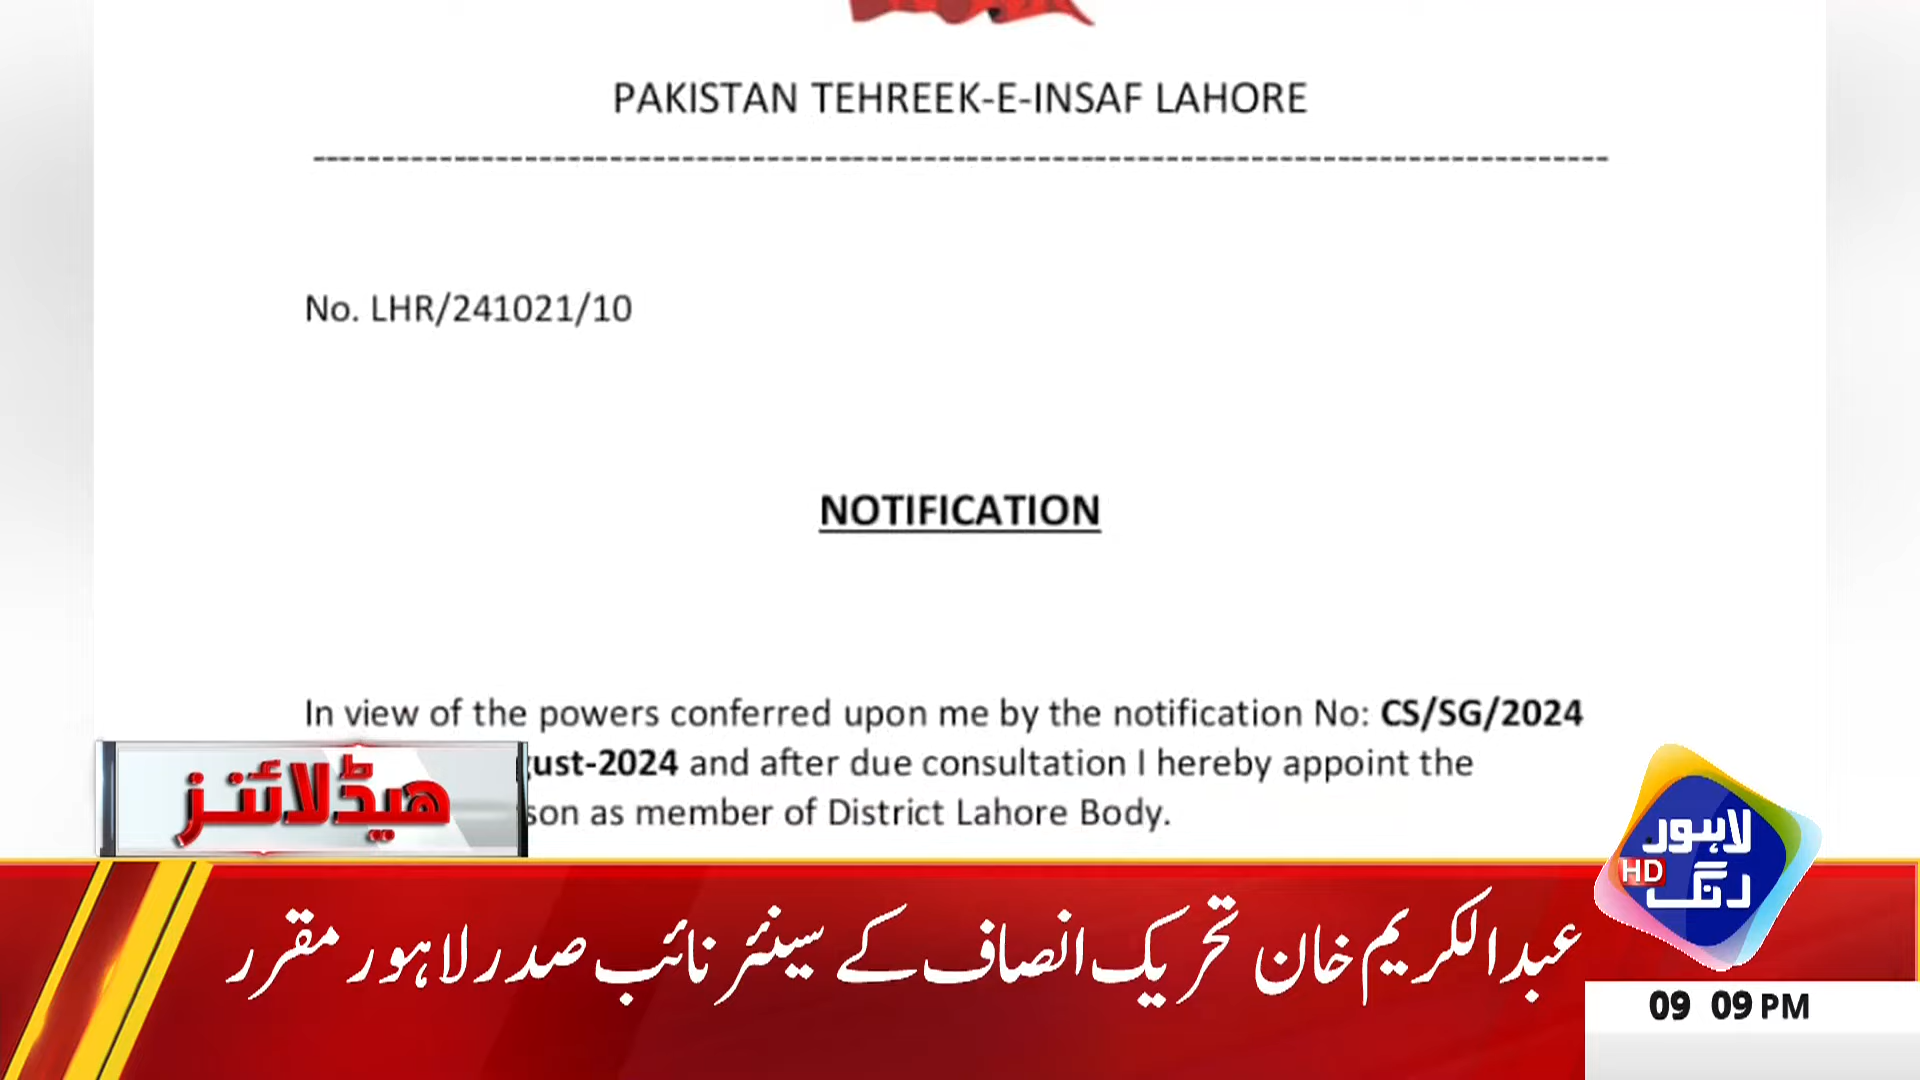 PAKISTAN TEHREEK-E-INSAF LAHORE
No. LHR/241021/10
NOTIFICATION
In view of the powers conferred upon me by the notification No: CS/SG/2024
ust-2024 and after due consultation I hereby appoint the
son as member of District Lahore Body.
ھیڈلائنز
لاہور
HD
رنگ
عبدالکریم خان تحریک انصاف کے سینئر نائب صدر لاہور مقرر
09 09 PM